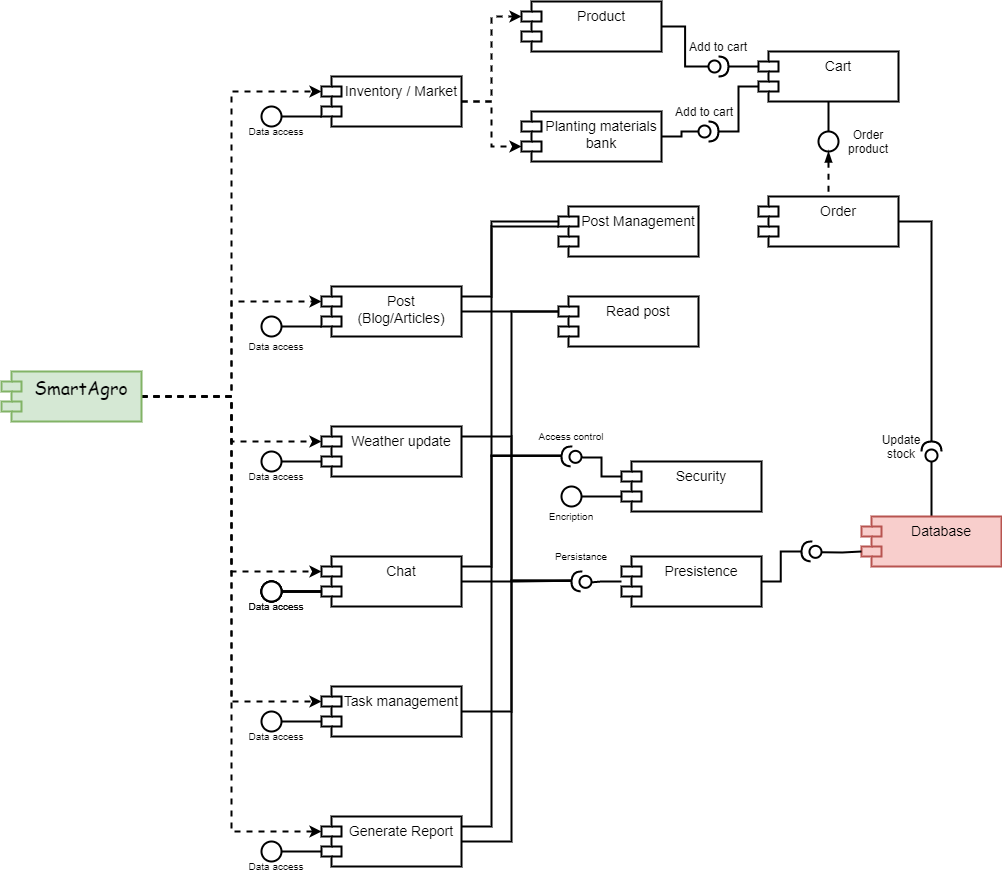 Product
Add to cart
Cart
Inventory / Market
Data access
Add to cart
Planting materials
bank
Order
product
Order
Post Management
Post
(Blog/Articles)
Data access
Read post
SmartAgro
Weather update
Data access
Access control
Security
Encription
Update
stock
Database
Persistance
Presistence
Chat
Data access
Task management
Data access
Generate Report
Data access